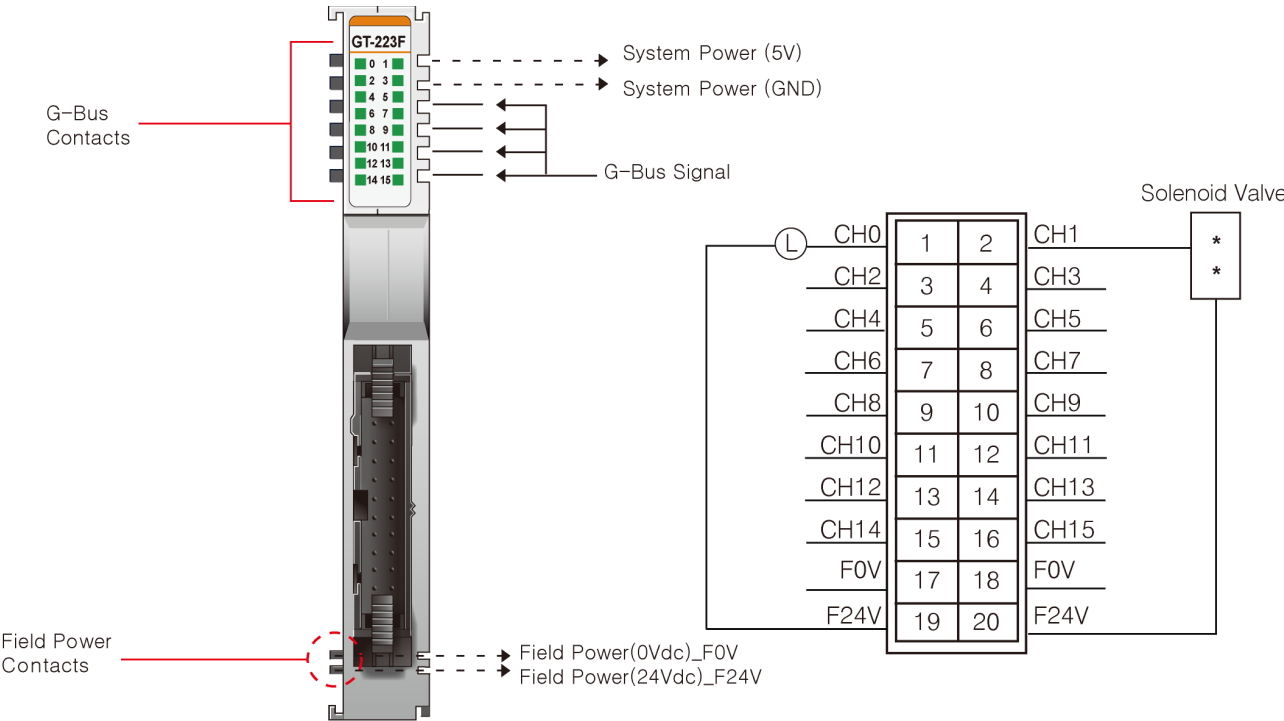 GT-223F
0 1
2 3
4 5
6 7
8 9
10 11
12 13
14 15
G-Bus
Contacts
System Power (5V)
System Power (GND)
G-Bus Signal
Field Power
Contacts
Field Power(0Vdc)_F0V
Field Power(24Vdc)_F24V
Solenoid Valve
L CH0 1 2 CH1 *
*
CH2 3 4 CH3
CH4 5 6 CH5
CH6 7 8 CH7
CH8 9 10 CH9
CH10 11 12 CH11
CH12 13 14 CH13
CH14 15 16 CH15
F0V 17 18 F0V
F24V 19 20 F24V